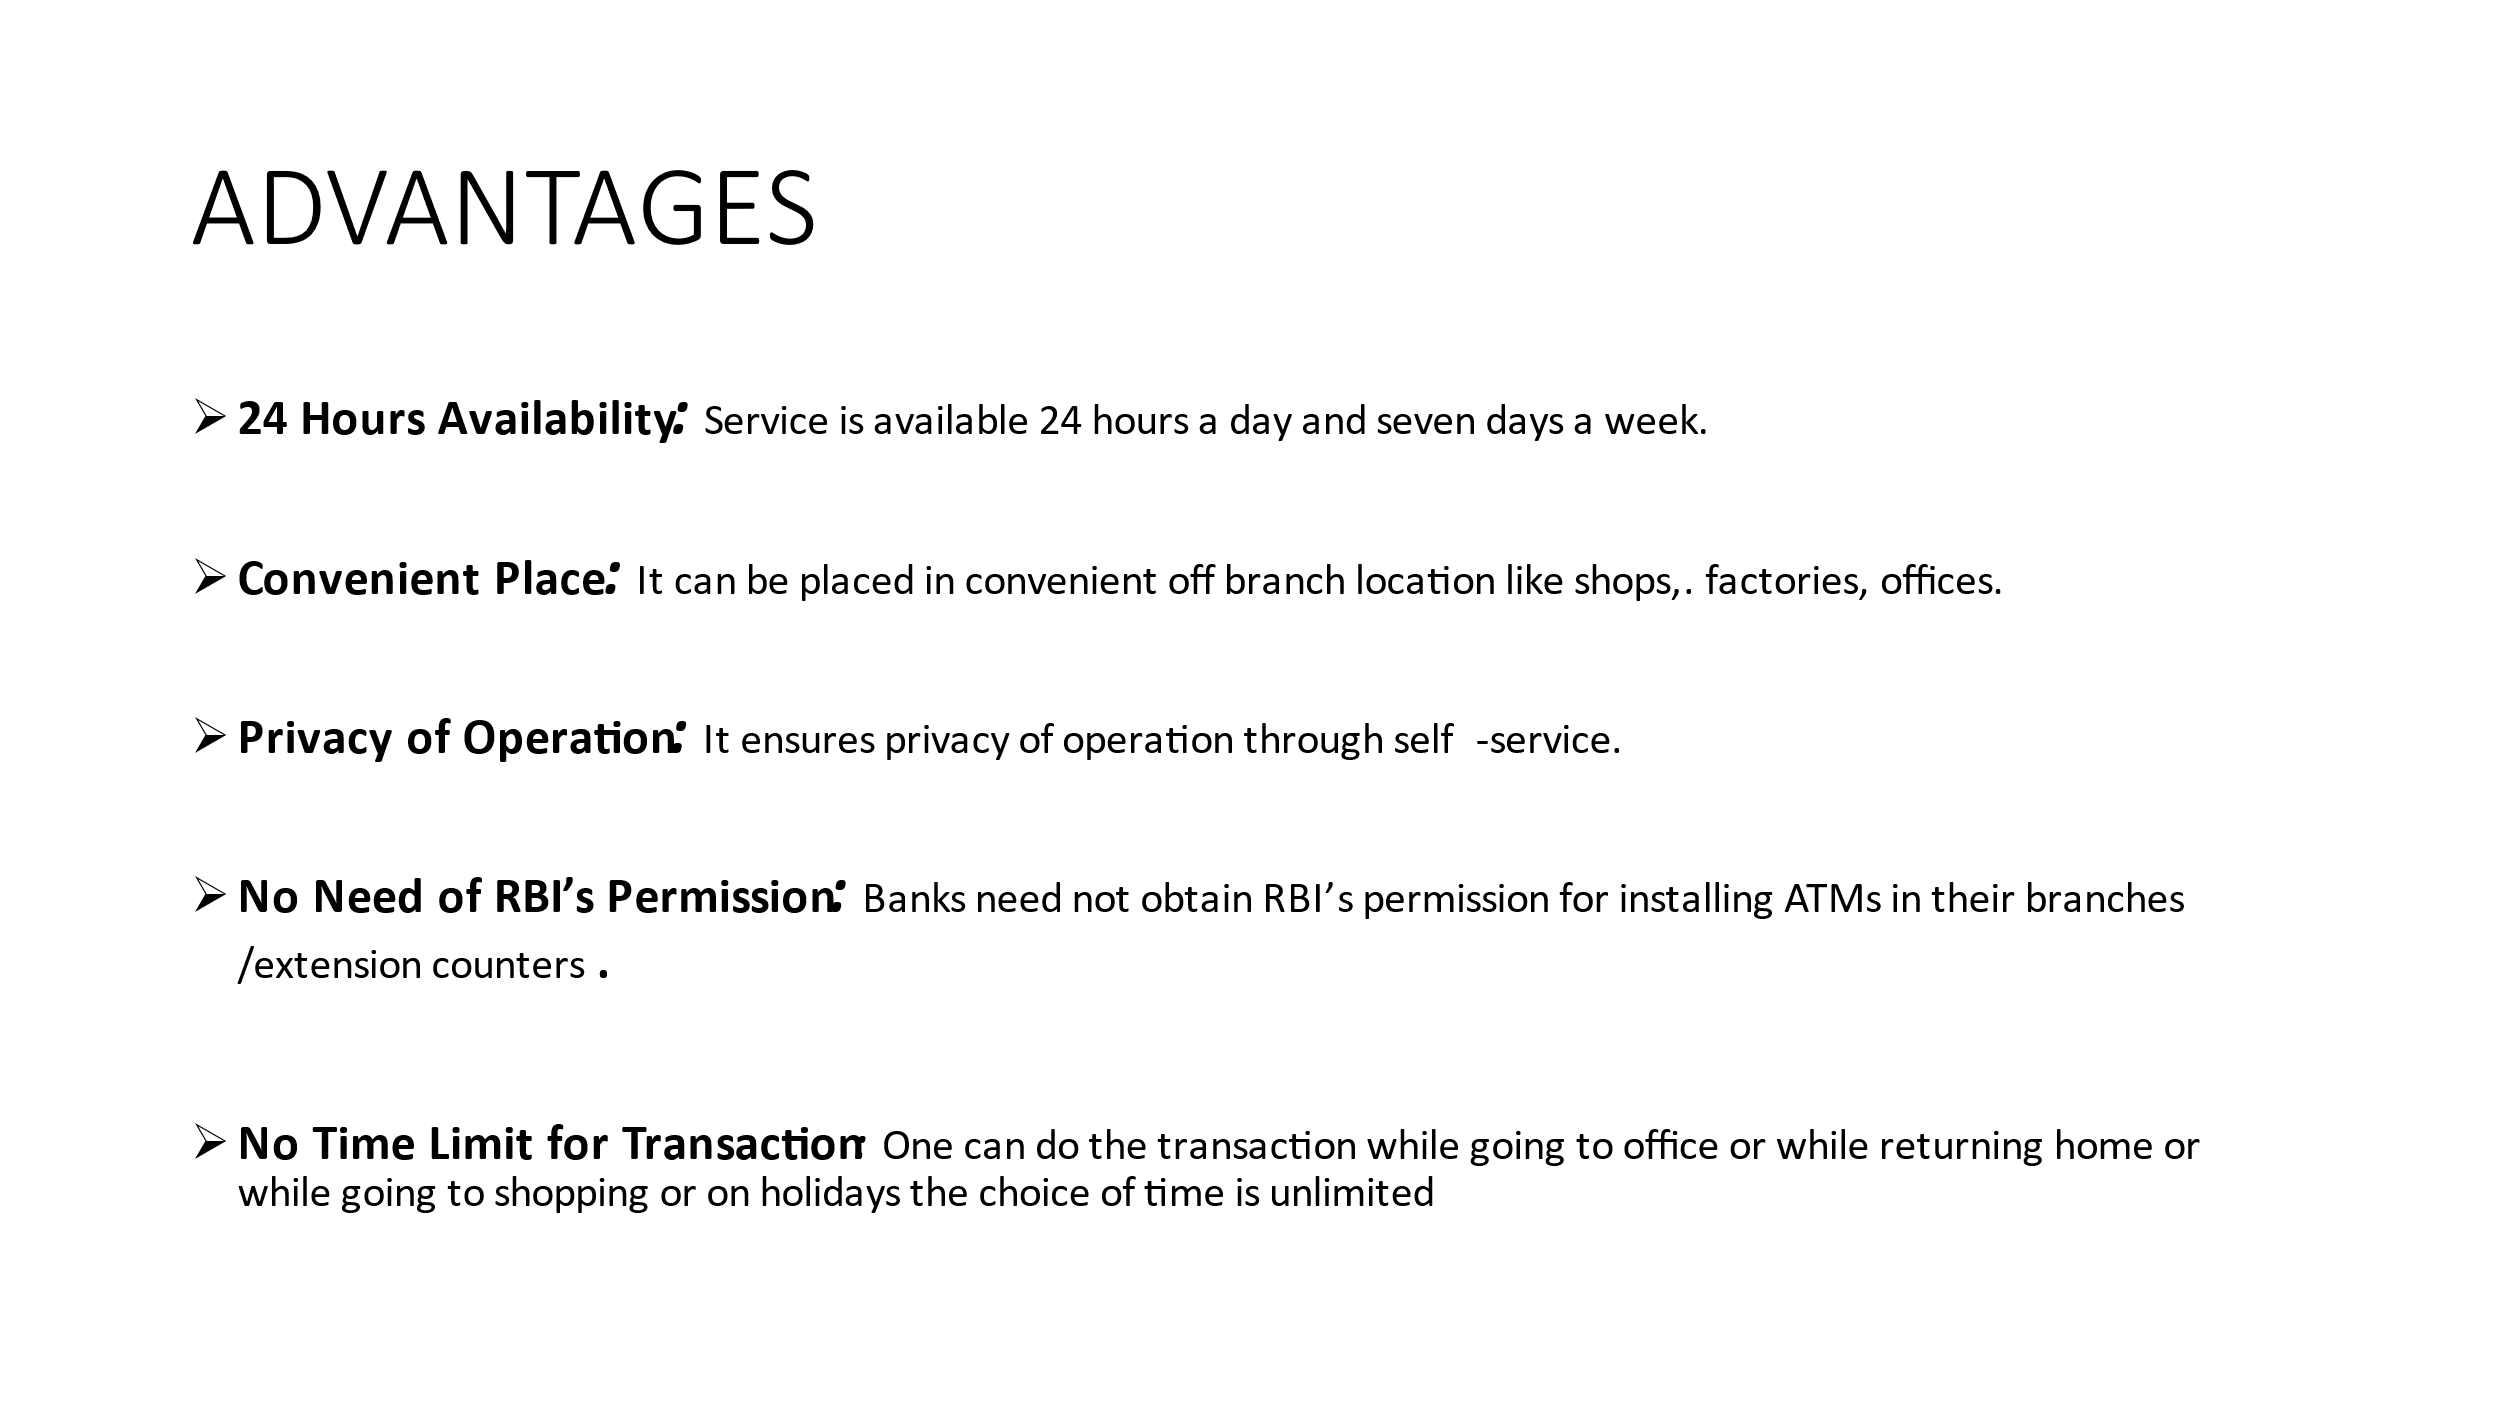 ADVANTAGES
➢ 24 Hours Availability: Service is available 24 hours a day and seven days a week.
➢ Convenient Place: It can be placed in convenient off branch location like shops,. factories, offices.
➢ Privacy of Operation: It ensures privacy of operation through self -service.
➢ No Need of RBI’s Permission: Banks need not obtain RBI’s permission for installing ATMs in their branches
/extension counters .
➢ No Time Limit for Transaction: One can do the transaction while going to office or while returning home or
while going to shopping or on holidays the choice of time is unlimited